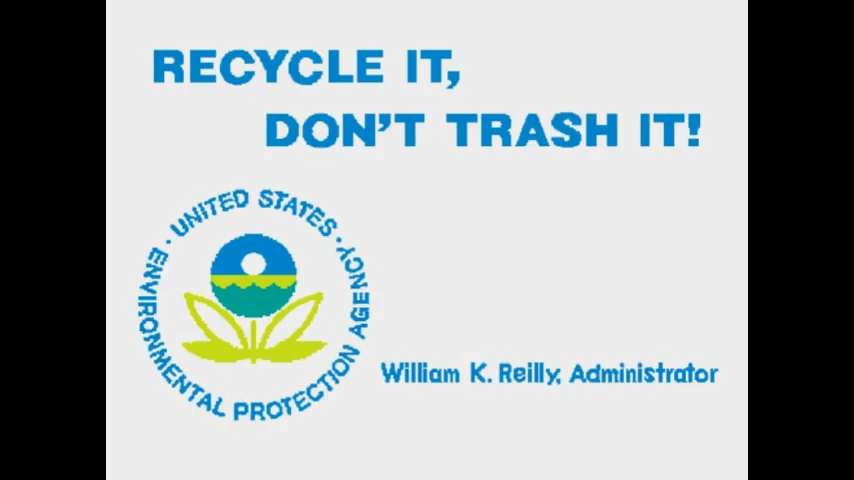 RECYCLE IT,
DON'T TRASH IT!
· UNITED STATES ·
ENVIRONMENTAL PROTECTION AGENCY
William K. Reilly, Administrator